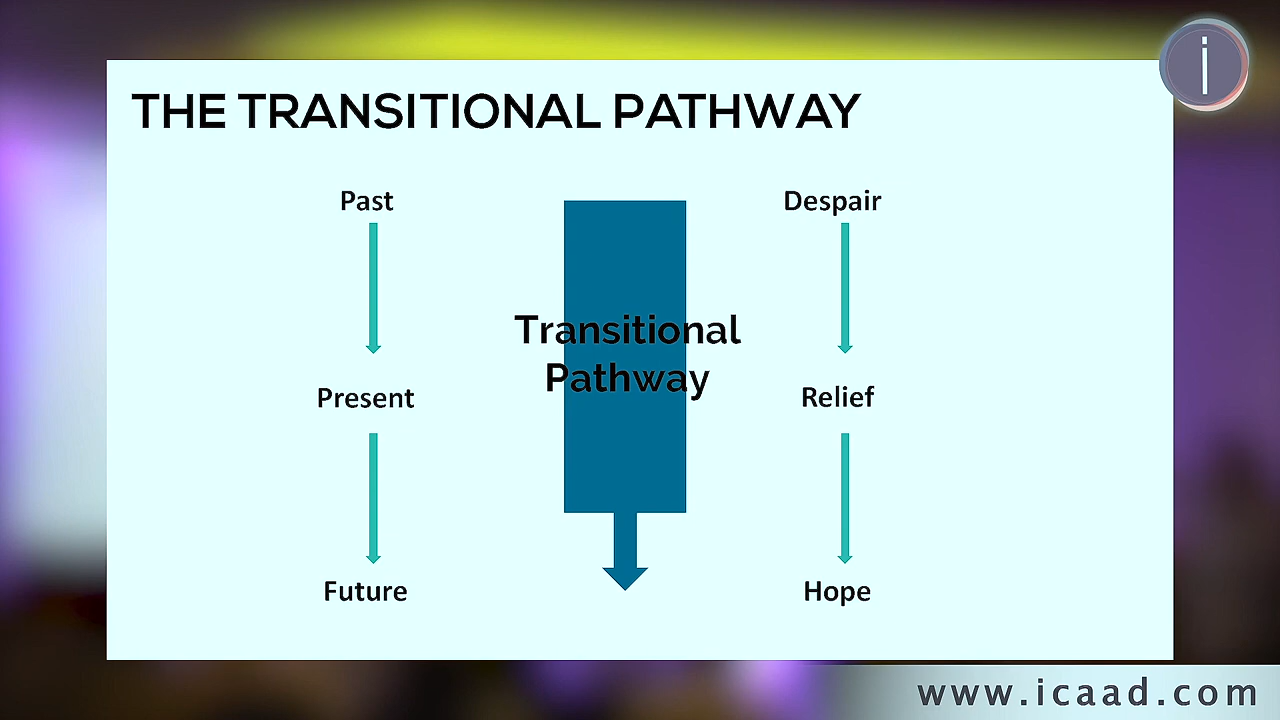 i
THE TRANSITIONAL PATHWAY
Past
Despair
Transitional
Pathway
Present
Relief
Future
Hope
www.icaad.com